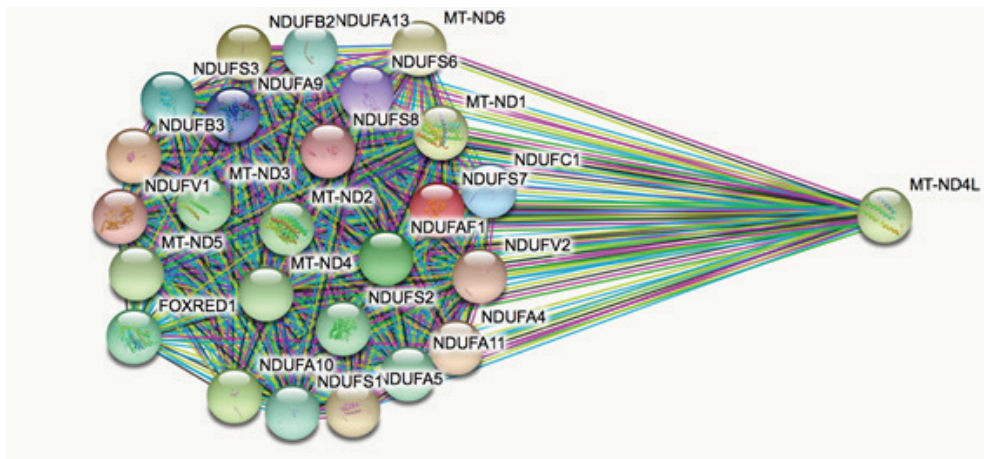 NDUFB2 NDUFA13 MT-ND6
NDUFS3 NDUFS6
NDUFA9
MT-ND1
NDUFB3 NDUFS8
NDUFC1
MT-ND3 NDUFS7
NDUFV1 MT-ND4L
MT-ND2
NDUFAF1
MT-ND5 NDUFV2
MT-ND4
FOXRED1 NDUFS2
NDUFA4
NDUFA11
NDUFA10
NDUFS1 NDUFA5